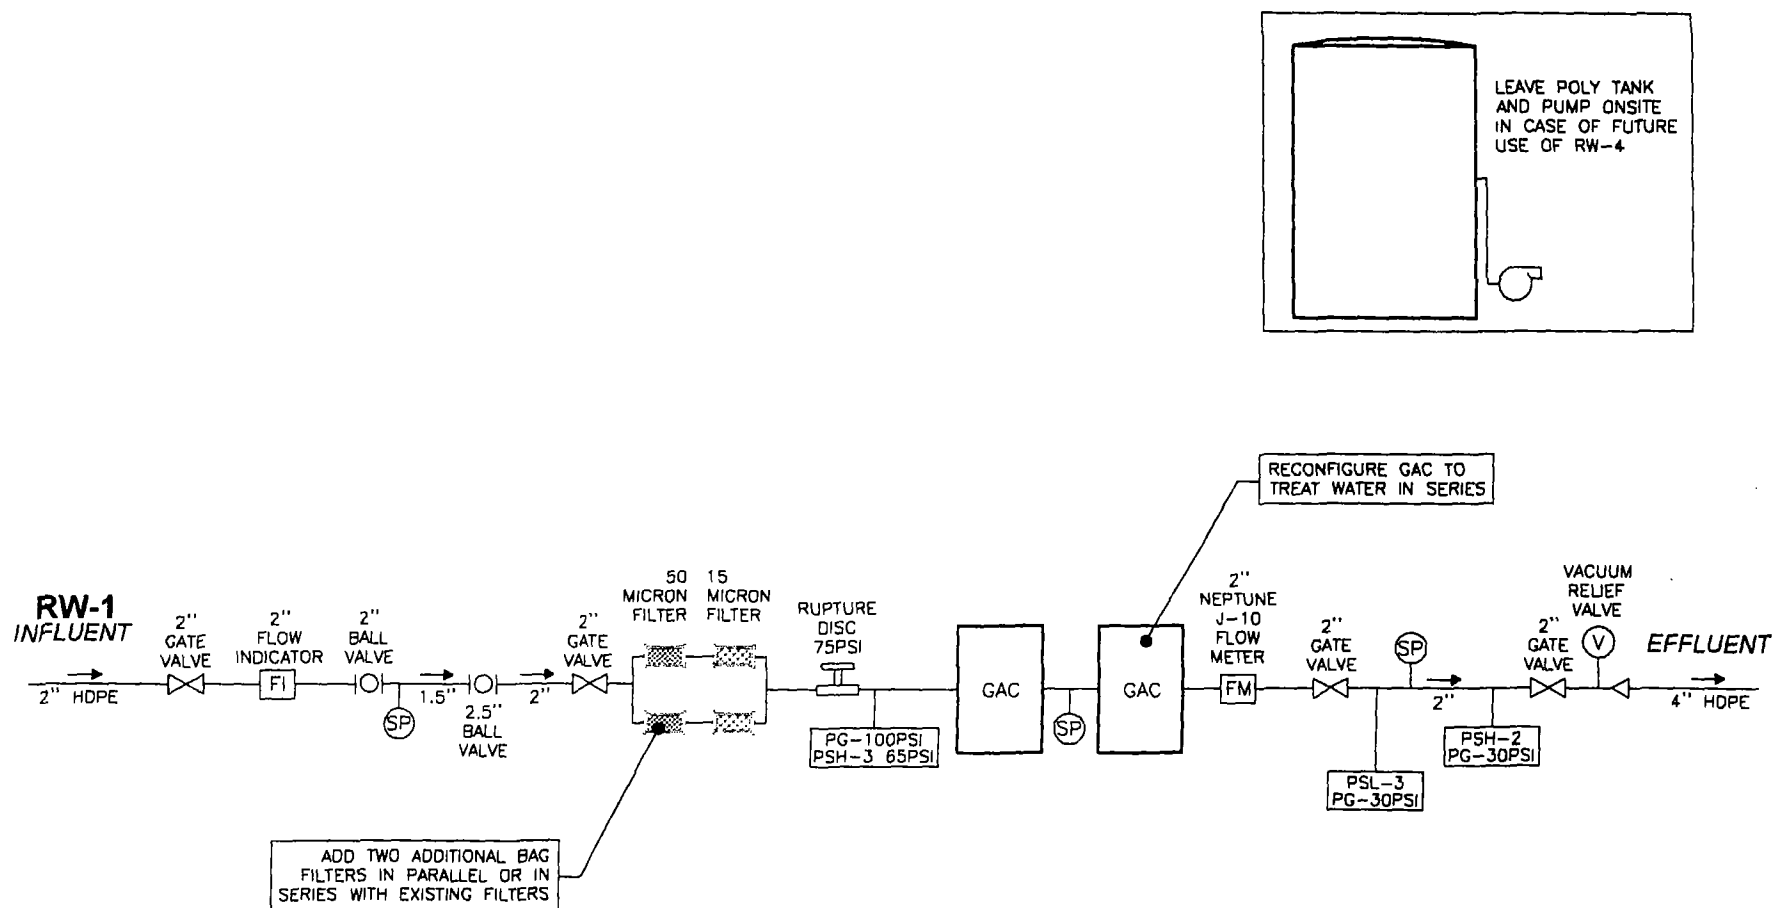 LEAVE POLY TANK
AND PUMP ONSITE
IN CASE OF FUTURE
USE OF RW-4
RECONFIGURE GAC TO
TREAT WATER IN SERIES
RW-1
INFLUENT
2" HDPE
2"
GATE
VALVE
2"
FLOW
INDICATOR
FI
2"
BALL
VALVE
SP
1.5"
2.5"
BALL
VALVE
2"
2"
GATE
VALVE
50
MICRON
FILTER
15
MICRON
FILTER
RUPTURE
DISC
75PSI
PG-100PSI
PSH-3 65PSI
GAC
SP
GAC
2"
NEPTUNE
J-10
FLOW
METER
FM
2"
GATE
VALVE
PSL-3
PG-30PSI
SP
2"
PSH-2
PG-30PSI
2"
GATE
VALVE
VACUUM
RELIEF
VALVE
V
EFFLUENT
4" HDPE
ADD TWO ADDITIONAL BAG
FILTERS IN PARALLEL OR IN
SERIES WITH EXISTING FILTERS